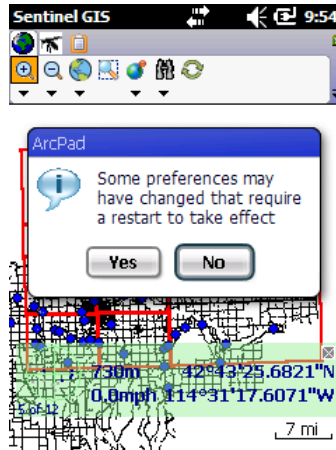 Sentinel GIS 9:54
ArcPad
Some preferences may
have changed that require
a restart to take effect
Yes No
730m 42°43'25.6821"N
0.0mph 114°31'17.6071"W
5 of 12
7 mi